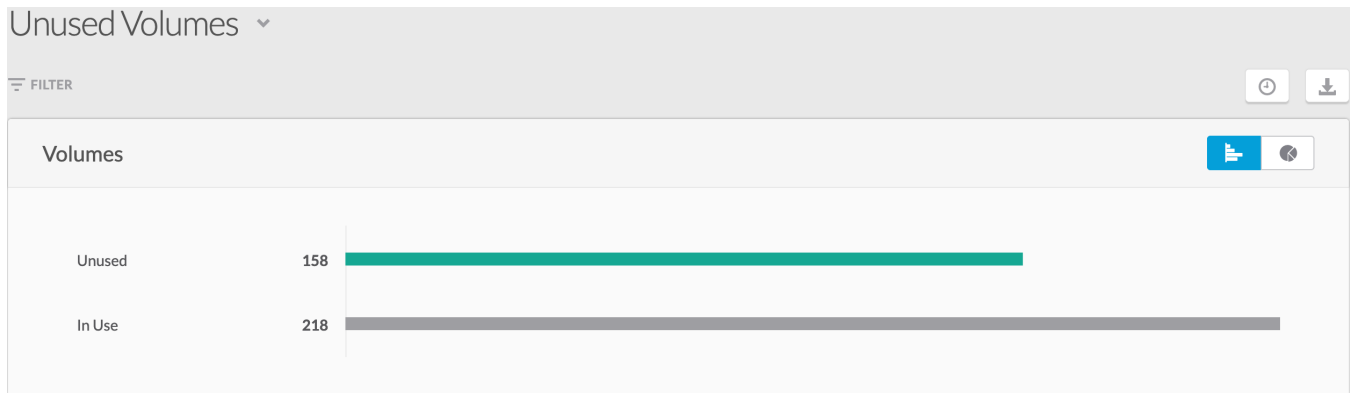 Unused Volumes
FILTER
Volumes
Unused 158
In Use 218